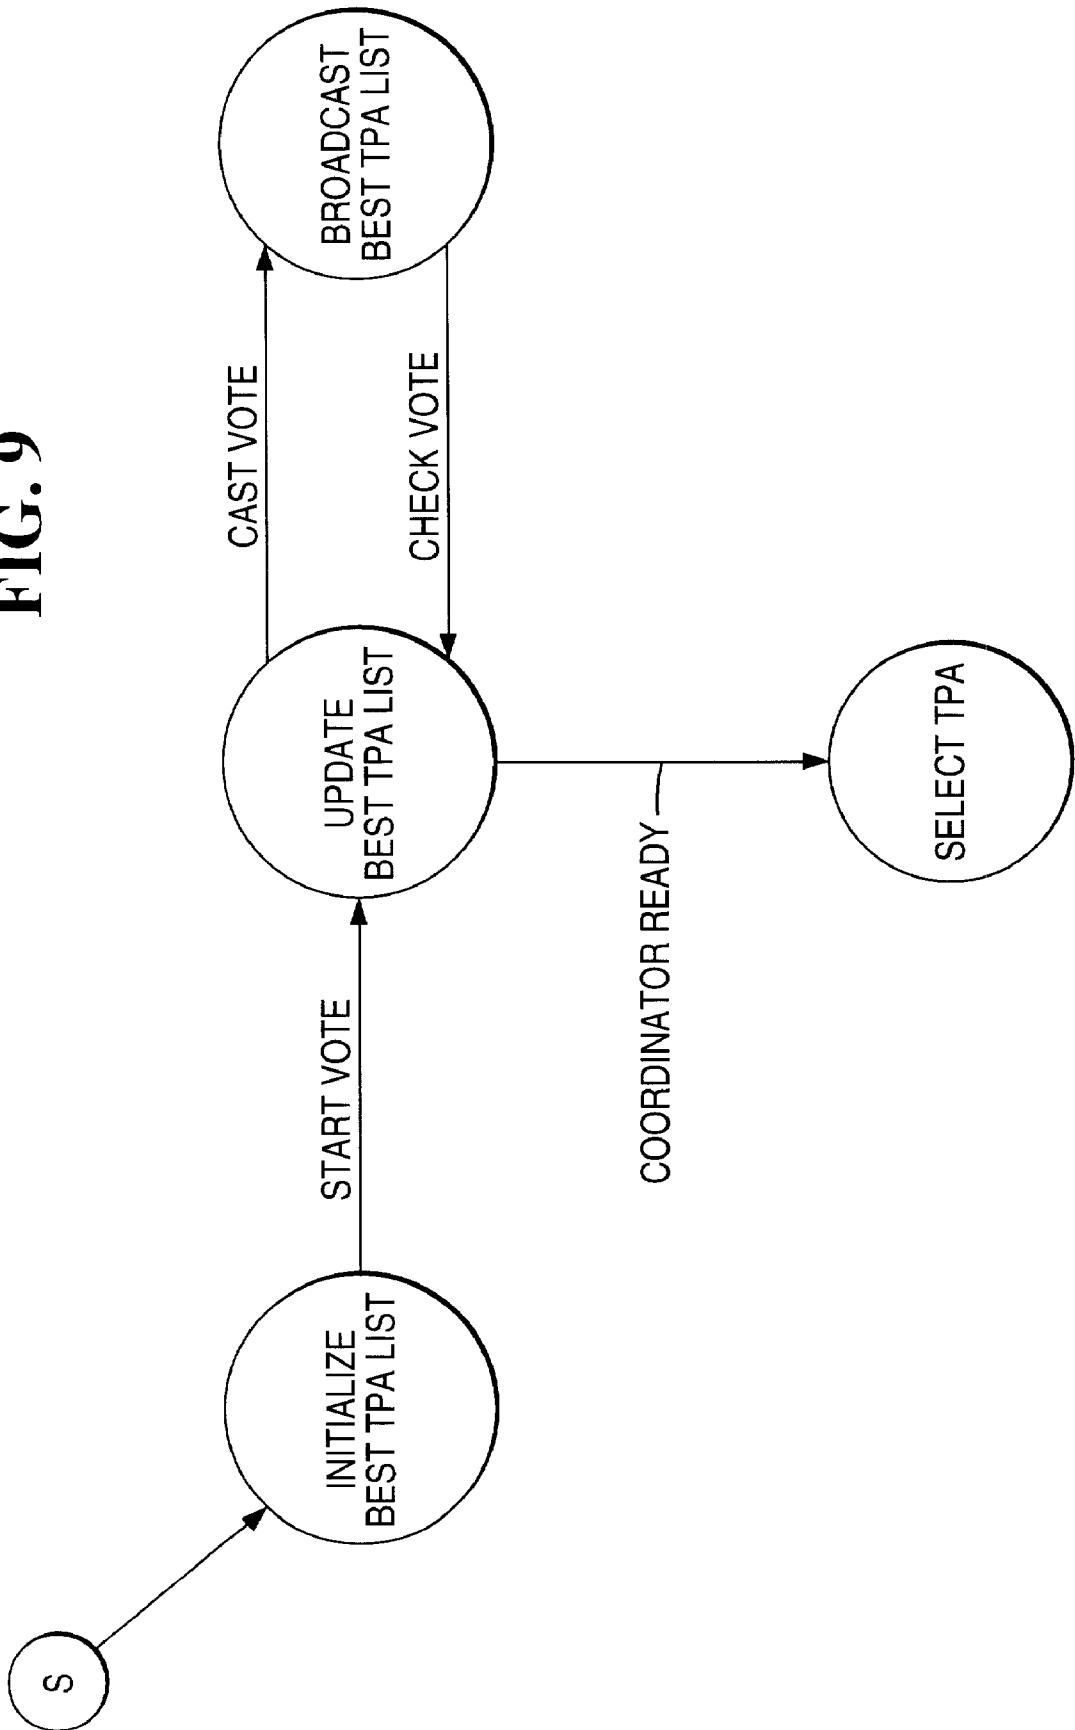 FIG. 9
S
INITIALIZE
BEST TPA LIST
START VOTE
UPDATE
BEST TPA LIST
CAST VOTE
CHECK VOTE
BROADCAST
BEST TPA LIST
COORDINATOR READY
SELECT TPA